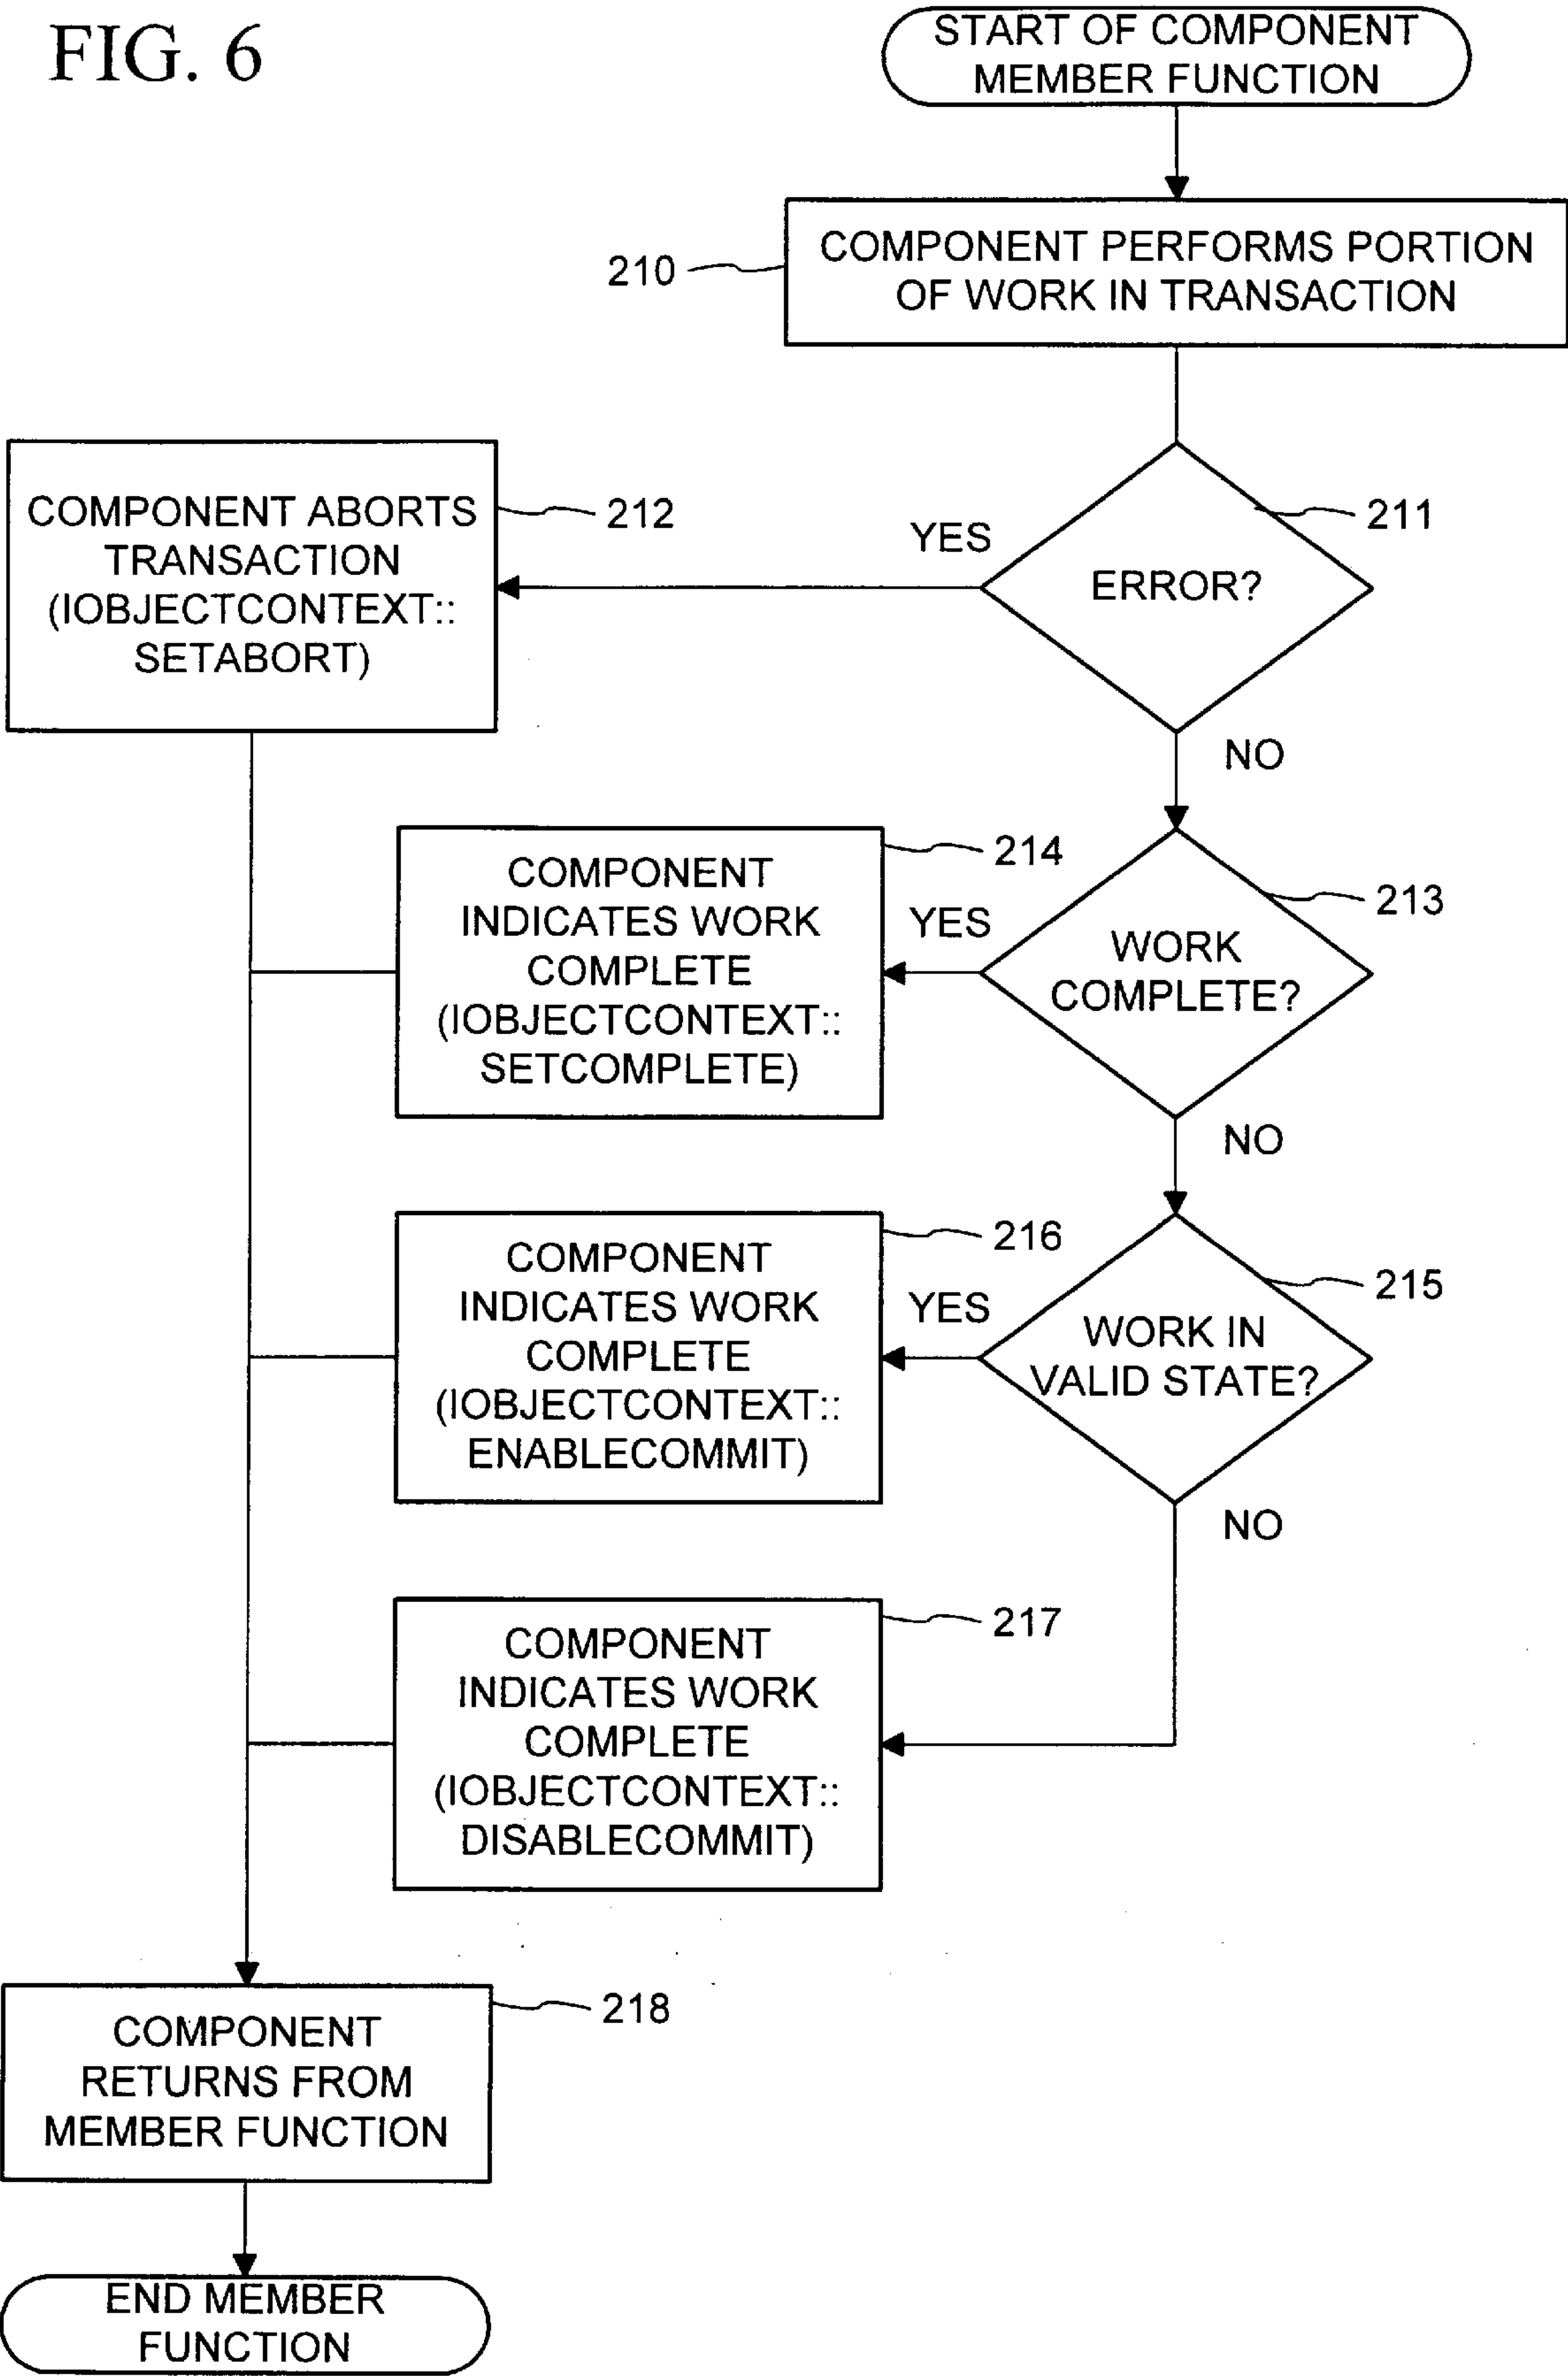 FIG. 6
START OF COMPONENT
MEMBER FUNCTION
210
COMPONENT PERFORMS PORTION
OF WORK IN TRANSACTION
COMPONENT ABORTS
TRANSACTION
(IOBJECTCONTEXT::
SETABORT)
212
YES
ERROR?
211
NO
COMPONENT
INDICATES WORK
COMPLETE
(IOBJECTCONTEXT::
SETCOMPLETE)
214
YES
WORK
COMPLETE?
213
NO
COMPONENT
INDICATES WORK
COMPLETE
(IOBJECTCONTEXT::
ENABLECOMMIT)
216
YES
WORK IN
VALID STATE?
215
NO
COMPONENT
INDICATES WORK
COMPLETE
(IOBJECTCONTEXT::
DISABLECOMMIT)
217
COMPONENT
RETURNS FROM
MEMBER FUNCTION
218
END MEMBER
FUNCTION